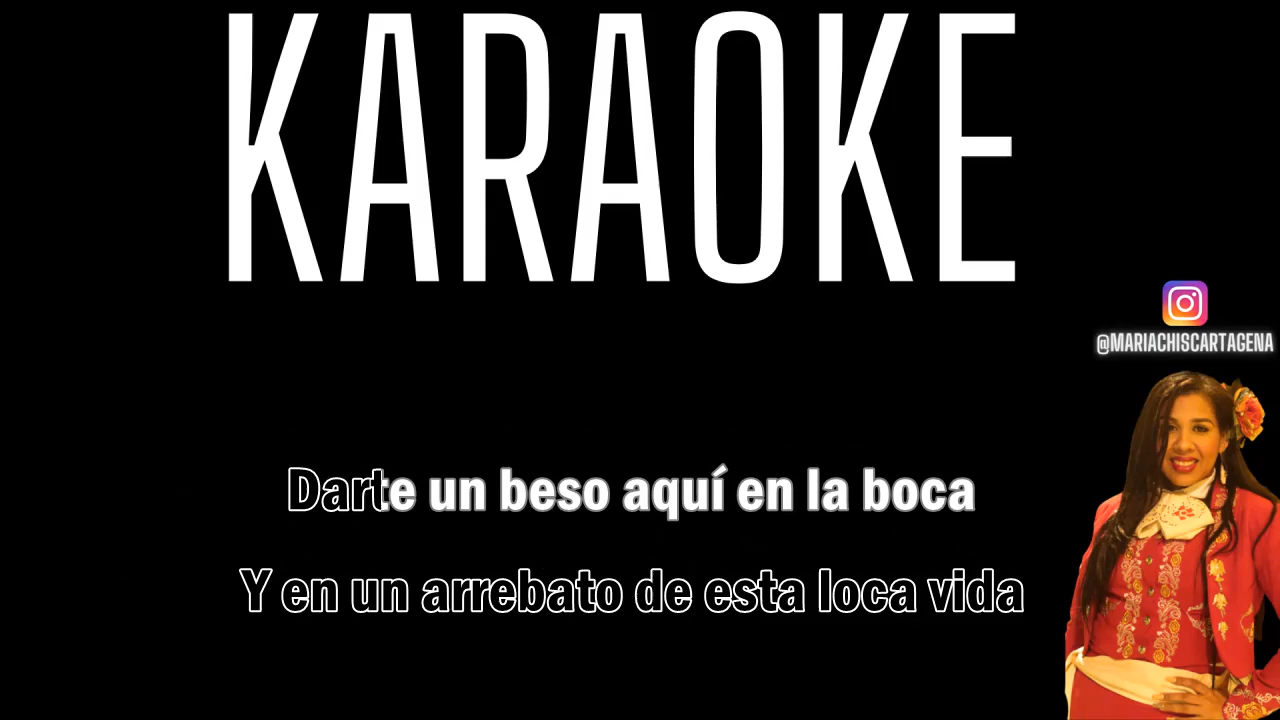 KARAOKE
@MARIACHISCARTAGENA
Darte un beso aquí en la boca
Y en un arrebato de esta loca vida